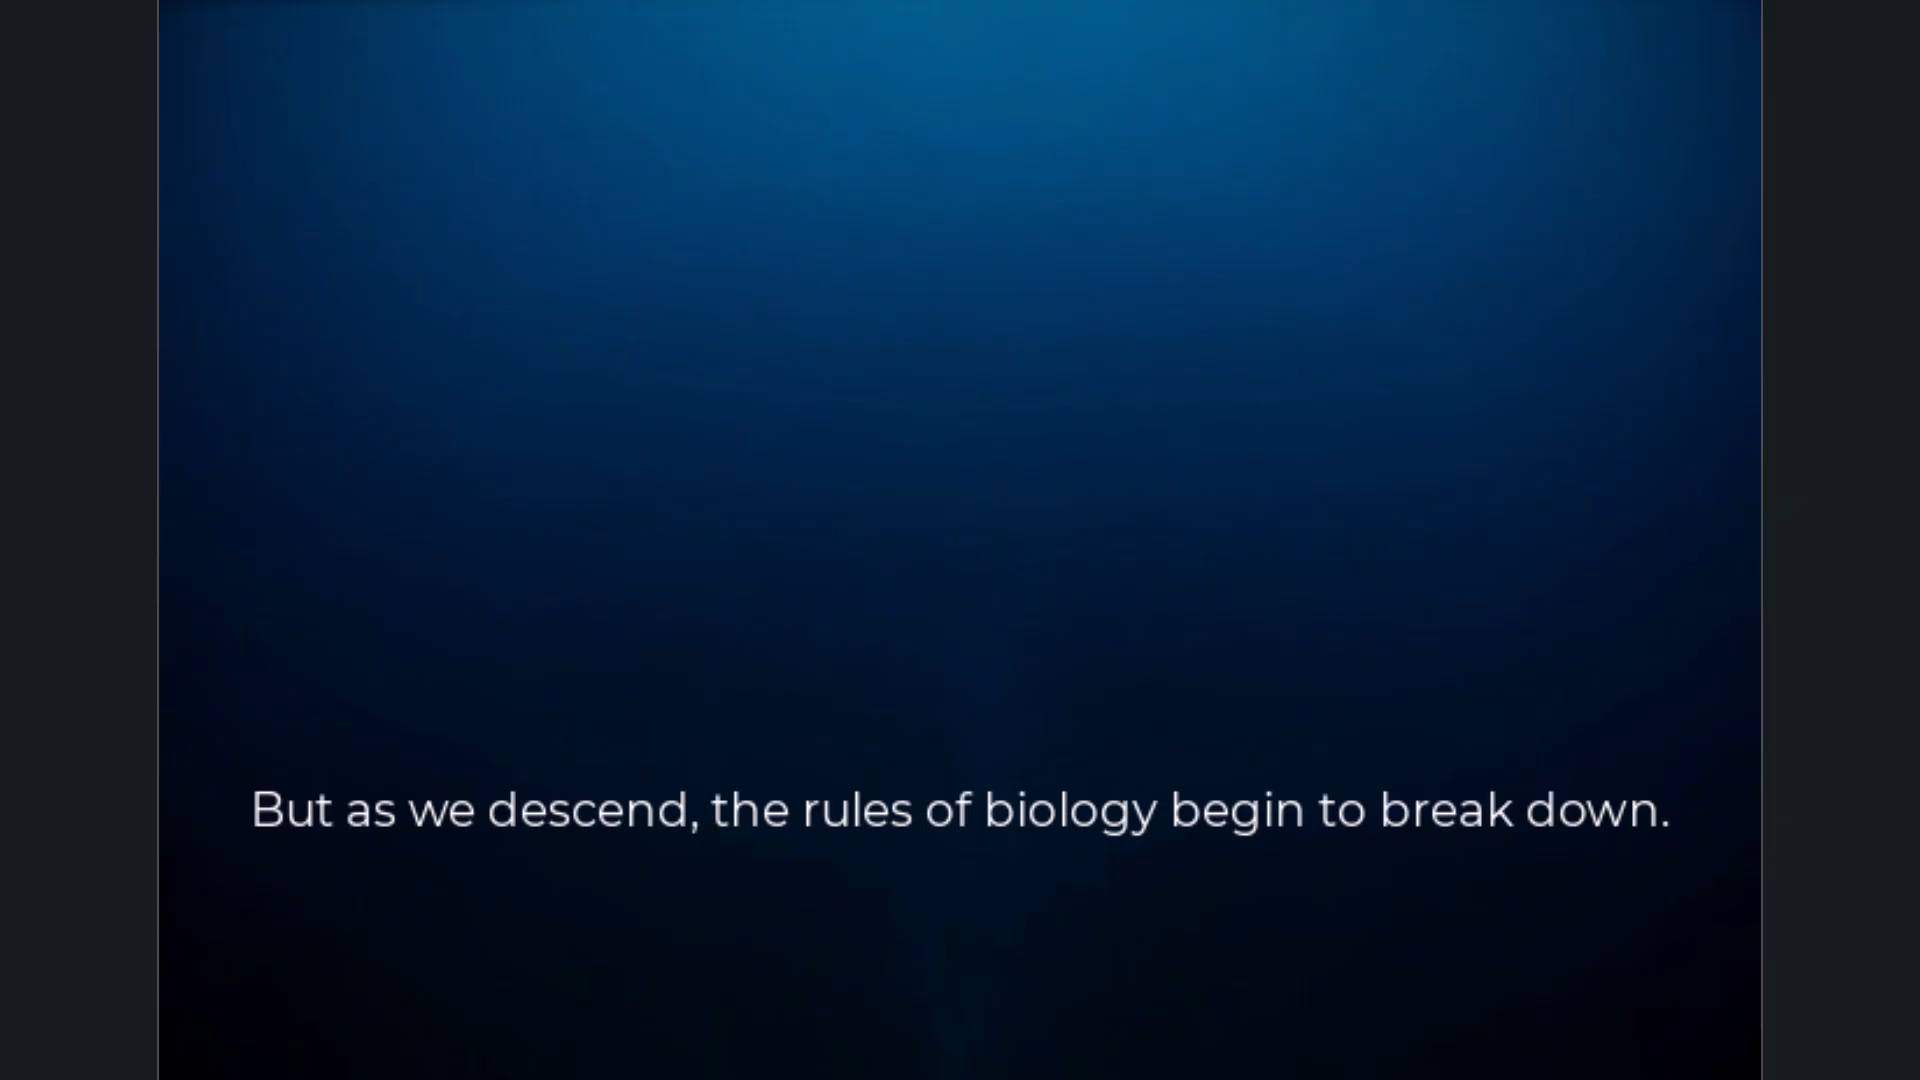 But as we descend, the rules of biology begin to break down.